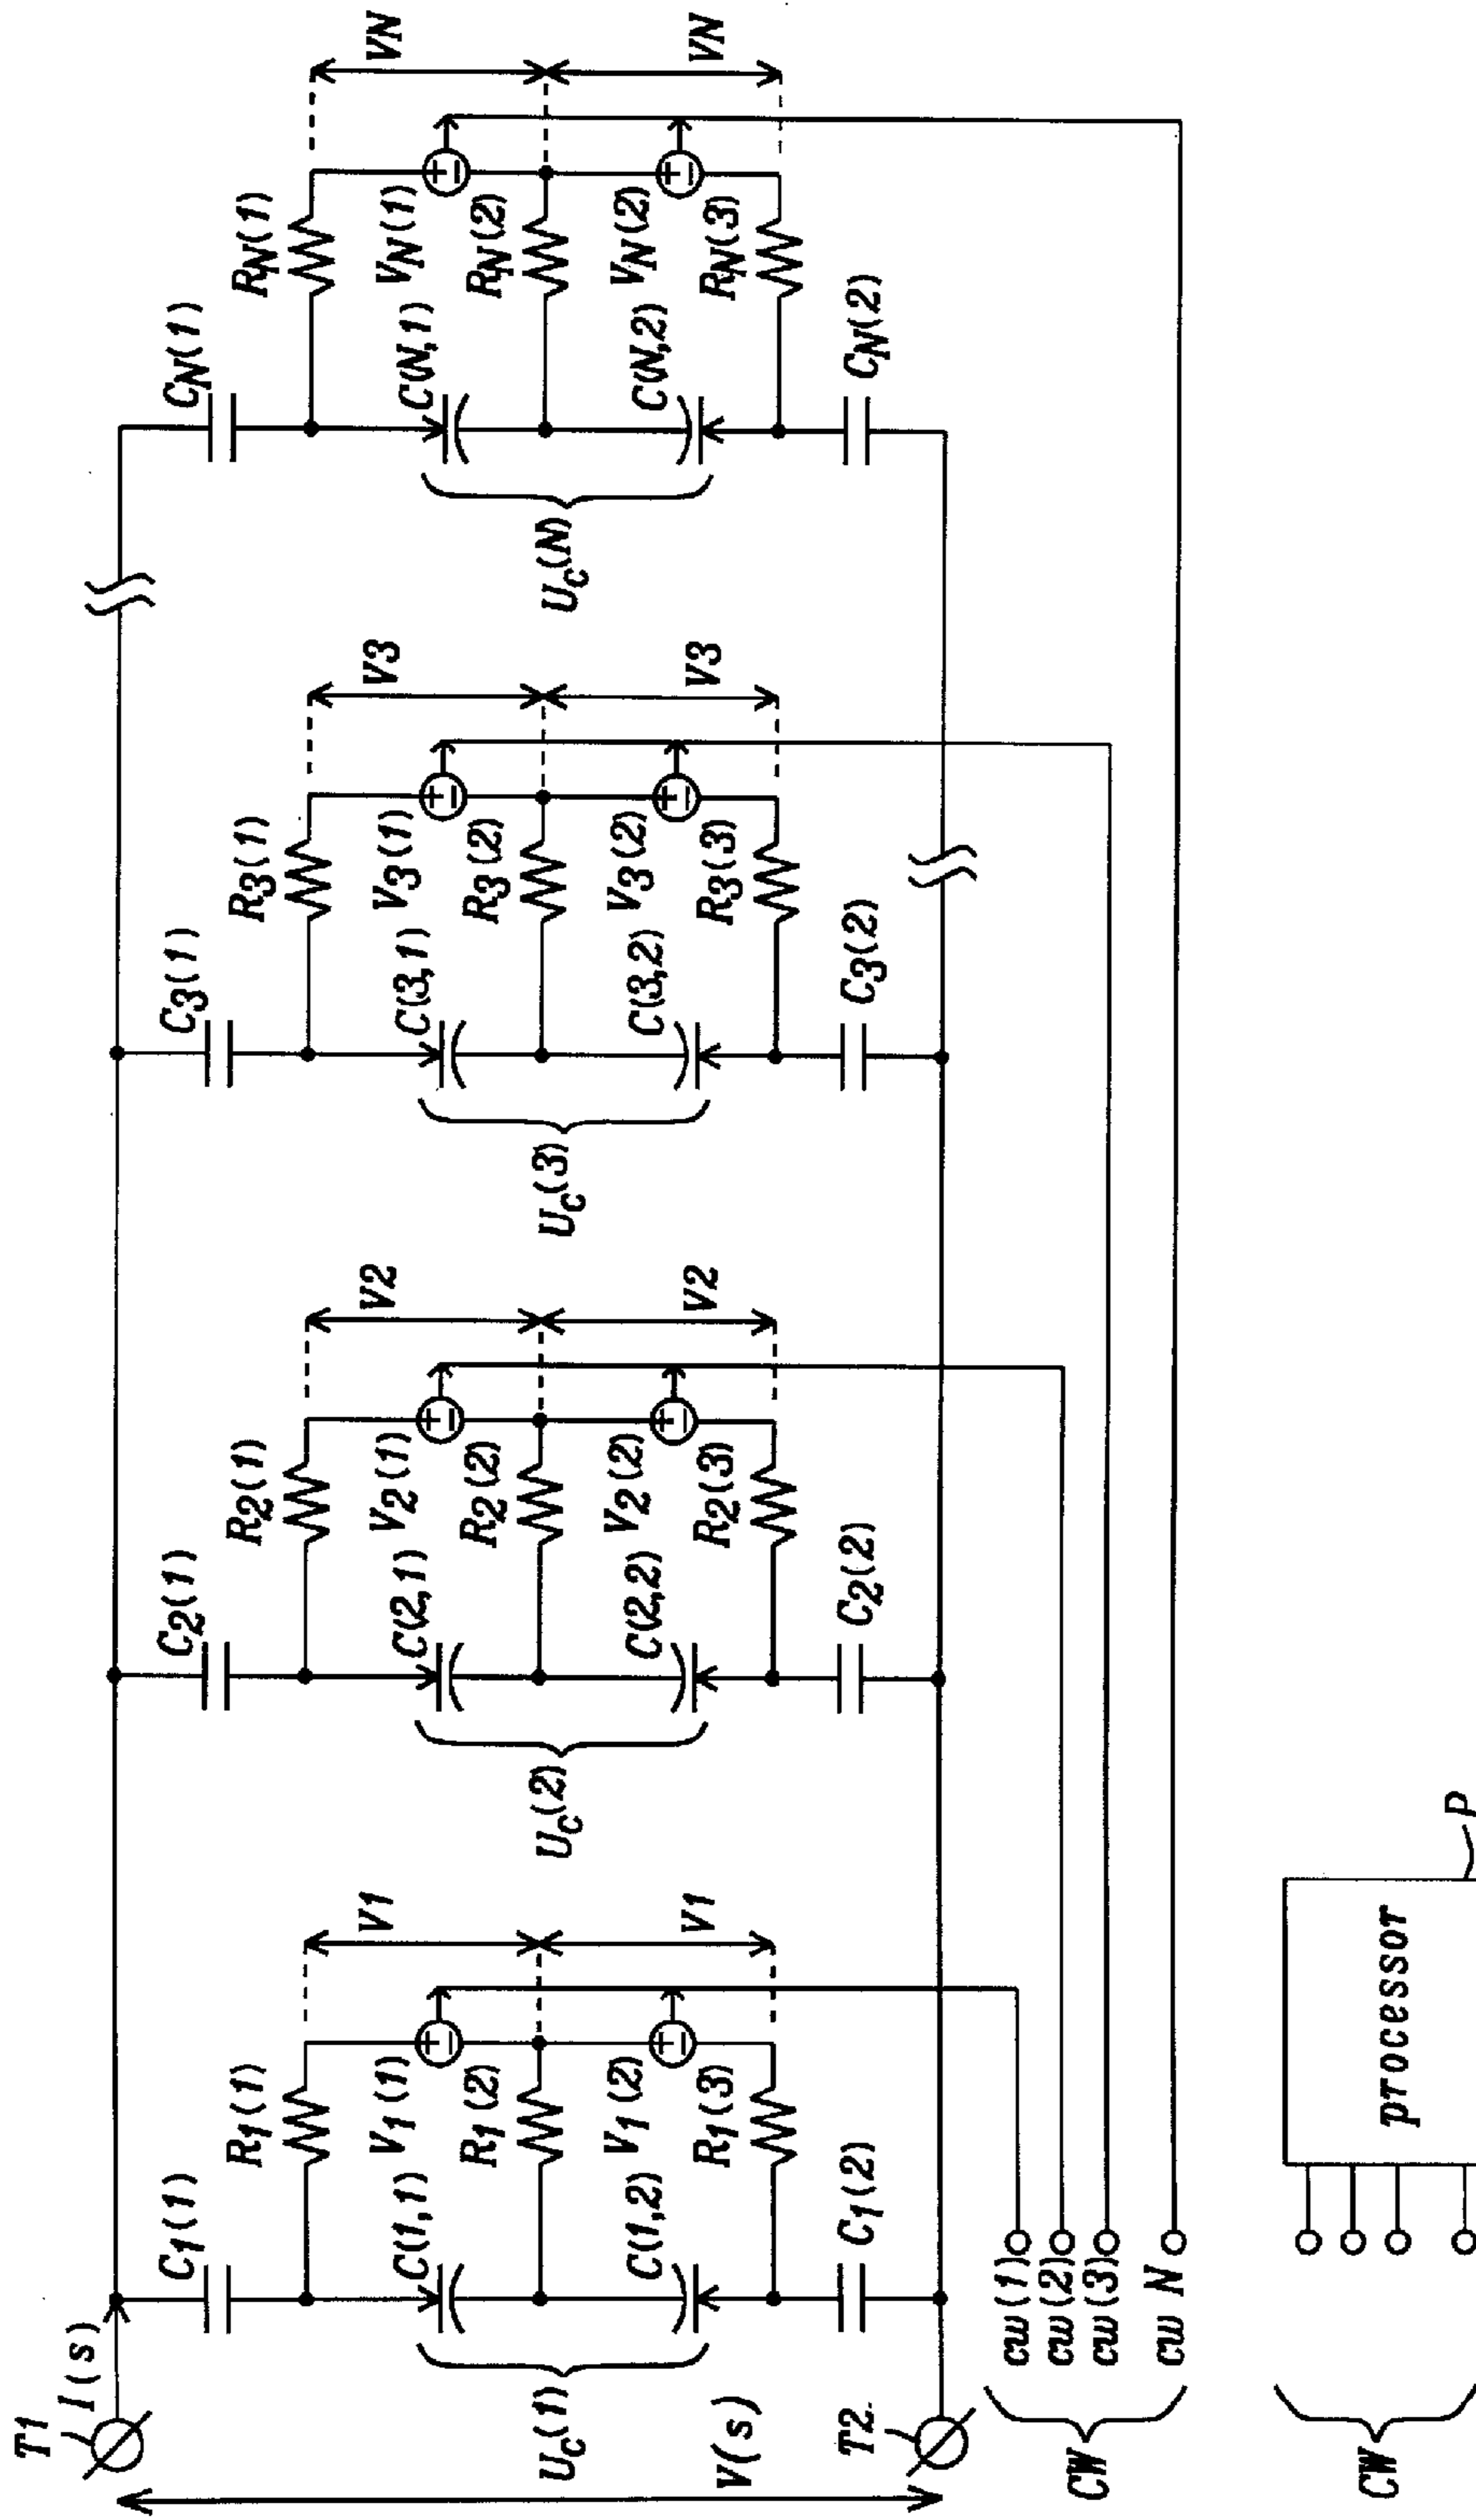 T1
I(s)
V(s)
T2
C1(1)
R1(1)
V1
C(1,1)
V1(1)
R1(2)
UC(1)
C(1,2)
V1(2)
V1
R1(3)
C1(2)
C2(1)
R2(1)
V2
C(2,1)
V2(1)
R2(2)
UC(2)
C(2,2)
V2(2)
V2
R2(3)
C2(2)
C3(1)
R3(1)
V3
C(3,1)
V3(1)
R3(2)
UC(3)
C(3,2)
V3(2)
V3
R3(3)
C3(2)
CN(1)
RN(1)
VN
C(N,1)
VN(1)
RN(2)
UC(N)
C(N,2)
VN(2)
VN
RN(3)
CN(2)
CW
cw(1)
cw(2)
cw(3)
cw N
CW
processor
P